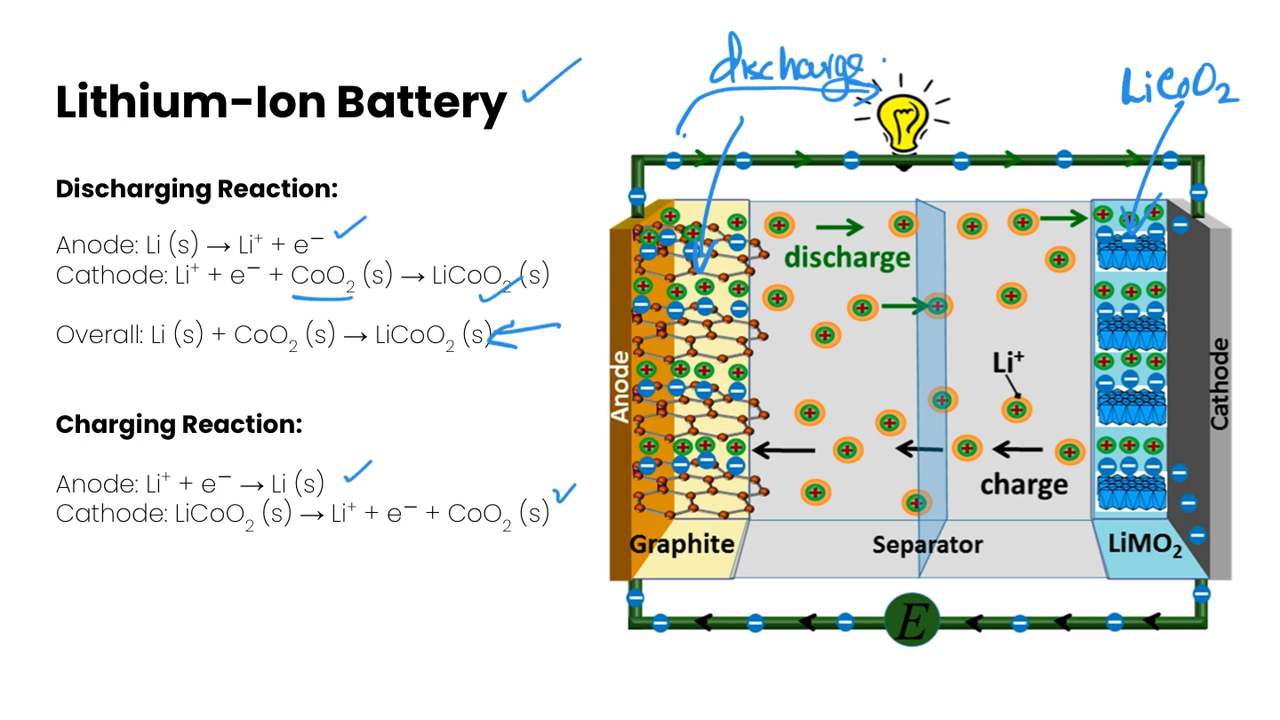 Lithium-Ion Battery
Discharging Reaction:
Anode: Li (s) → Li⁺ + e⁻
Cathode: Li⁺ + e⁻ + CoO₂ (s) → LiCoO₂ (s)
Overall: Li (s) + CoO₂ (s) → LiCoO₂ (s)
Charging Reaction:
Anode: Li⁺ + e⁻ → Li (s)
Cathode: LiCoO₂ (s) → Li⁺ + e⁻ + CoO₂ (s)
discharge
LiCoO2
discharge
Li⁺
charge
Anode
Cathode
Graphite
Separator
LiMO₂
E